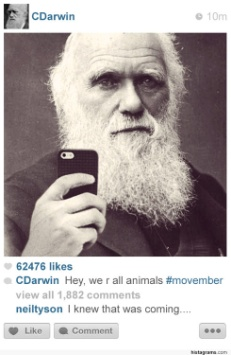 CDarwin
10m
62476 likes
CDarwin Hey, we r all animals #movember
view all 1,882 comments
neiltyson I knew that was coming....
Like
Comment
histagrams.com